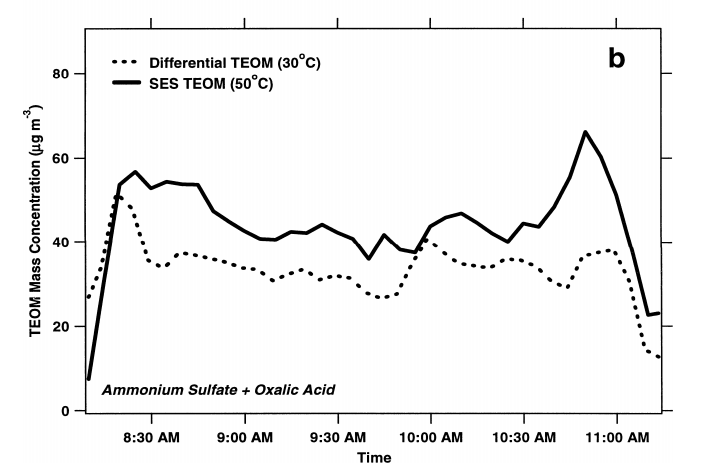 b
Differential TEOM (30°C)
SES TEOM (50°C)
TEOM Mass Concentration (μg m⁻³)
80
60
40
20
0
Ammonium Sulfate + Oxalic Acid
8:30 AM 9:00 AM 9:30 AM 10:00 AM 10:30 AM 11:00 AM
Time